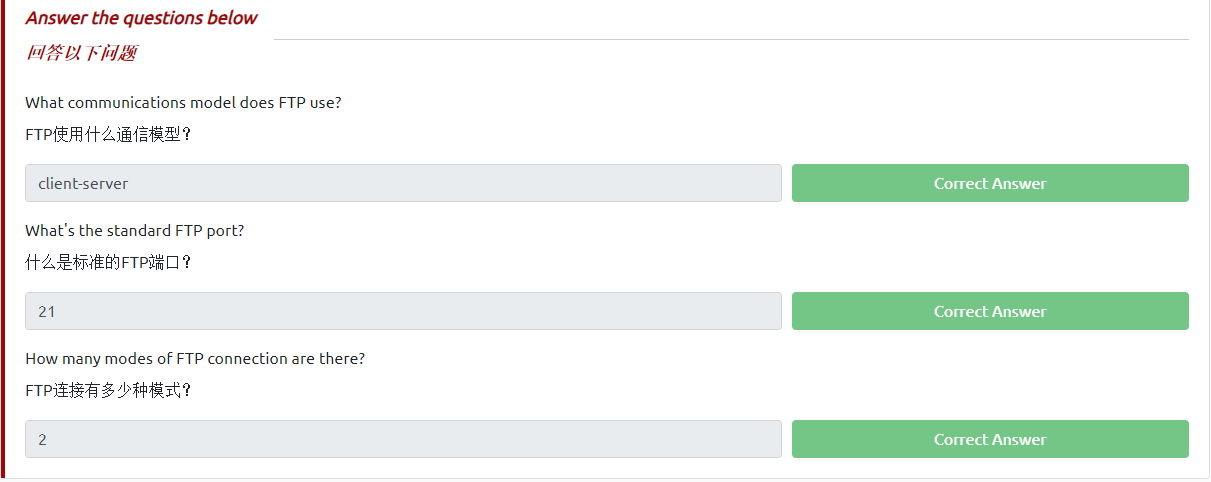 Answer the questions below
回答以下问题
What communications model does FTP use?
FTP使用什么通信模型？
client-server
Correct Answer
What's the standard FTP port?
什么是标准的FTP端口？
21
Correct Answer
How many modes of FTP connection are there?
FTP连接有多少种模式？
2
Correct Answer